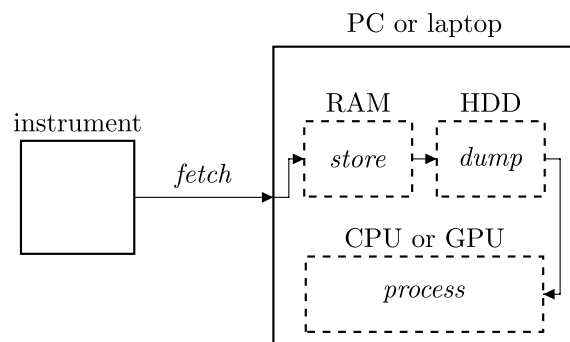 PC or laptop
instrument
fetch
RAM
HDD
store
dump
CPU or GPU
process